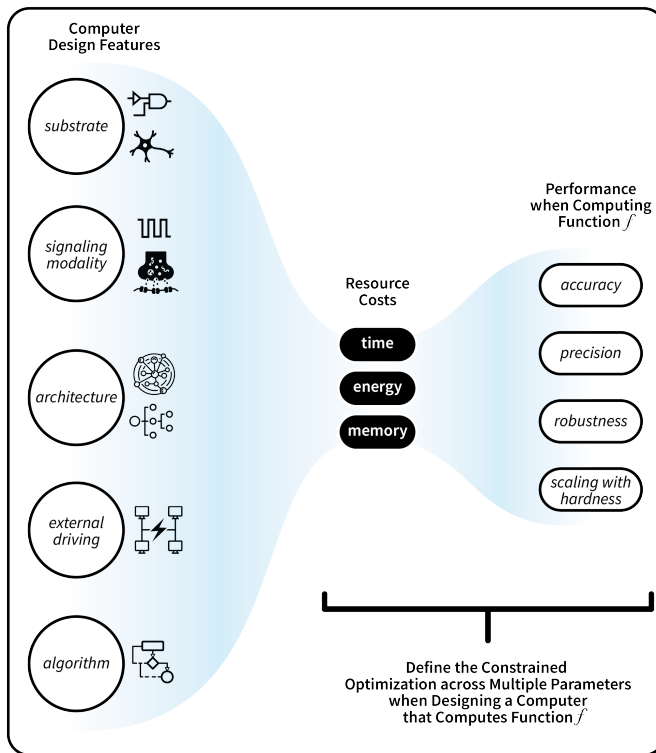 Computer
Design Features
substrate
signaling
modality
architecture
external
driving
algorithm
Resource
Costs
time
energy
memory
Performance
when Computing
Function f
accuracy
precision
robustness
scaling with
hardness
Define the Constrained
Optimization across Multiple Parameters
when Designing a Computer
that Computes Function f